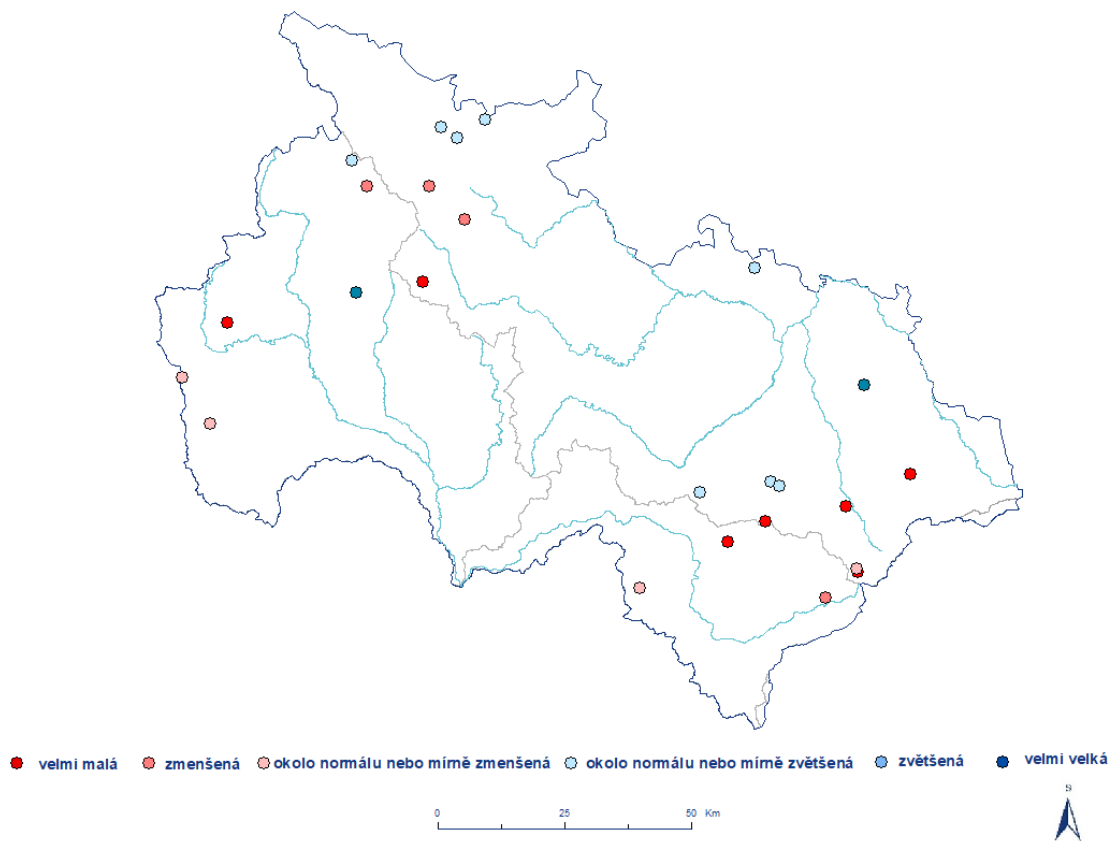 velmi malá
zmenšená
okolo normálu nebo mírně zmenšená
okolo normálu nebo mírně zvětšená
zvětšená
velmi velká
0 25 50 Km
S